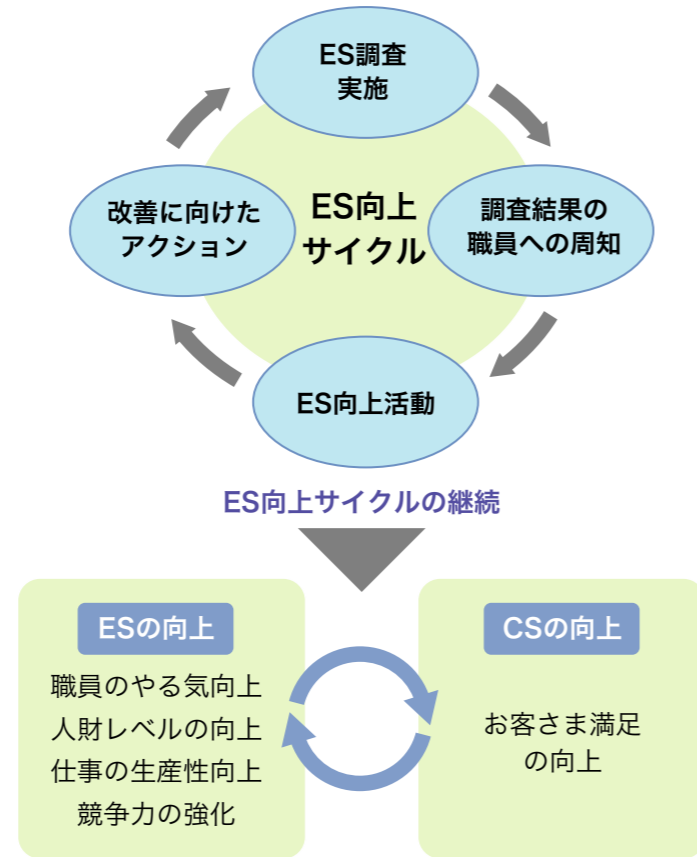 ES調査
実施
ES向上
サイクル
調査結果の
職員への周知
ES向上活動
改善に向けた
アクション
ES向上サイクルの継続
ESの向上
職員のやる気向上
人財レベルの向上
仕事の生産性向上
競争力の強化
CSの向上
お客さま満足
の向上